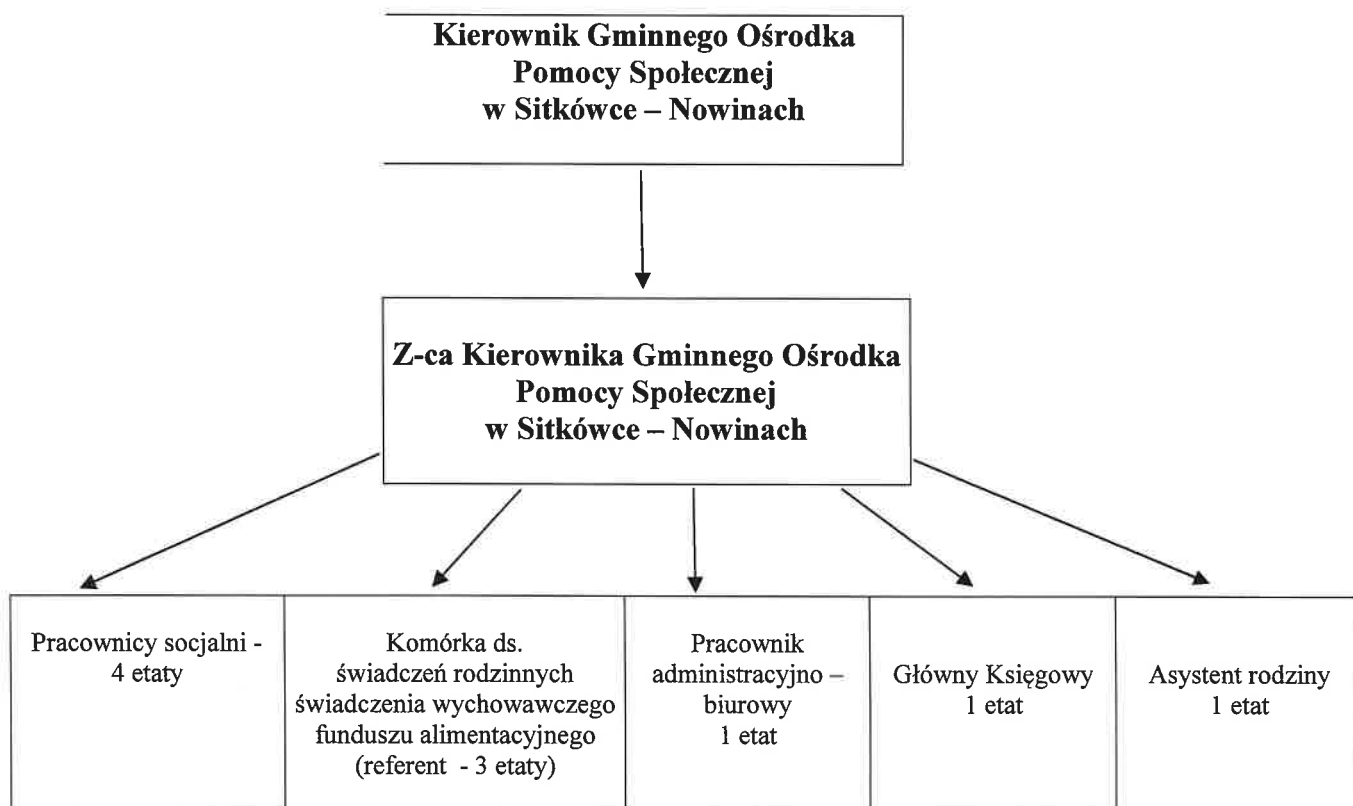 Kierownik Gminnego Ośrodka
Pomocy Społecznej
w Sitkówce – Nowinach
Z-ca Kierownika Gminnego Ośrodka
Pomocy Społecznej
w Sitkówce – Nowinach
Pracownicy socjalni -
4 etaty
Komórka ds.
świadczeń rodzinnych
świadczenia wychowawczego
funduszu alimentacyjnego
(referent - 3 etaty)
Pracownik
administracyjno –
biurowy
1 etat
Główny Księgowy
1 etat
Asystent rodziny
1 etat